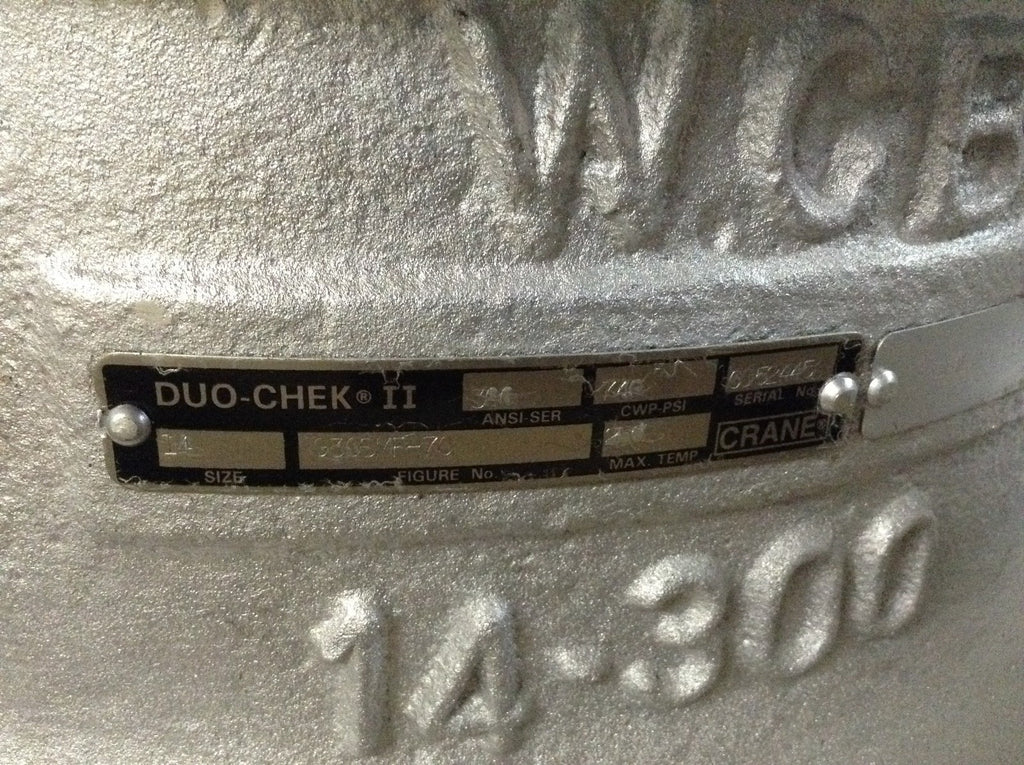 W.CB
DUO-CHEK® II
ANSI-SER
CWP-PSI
SERIAL No.
14
SIZE
FIGURE No.
MAX. TEMP
CRANE®
14-300